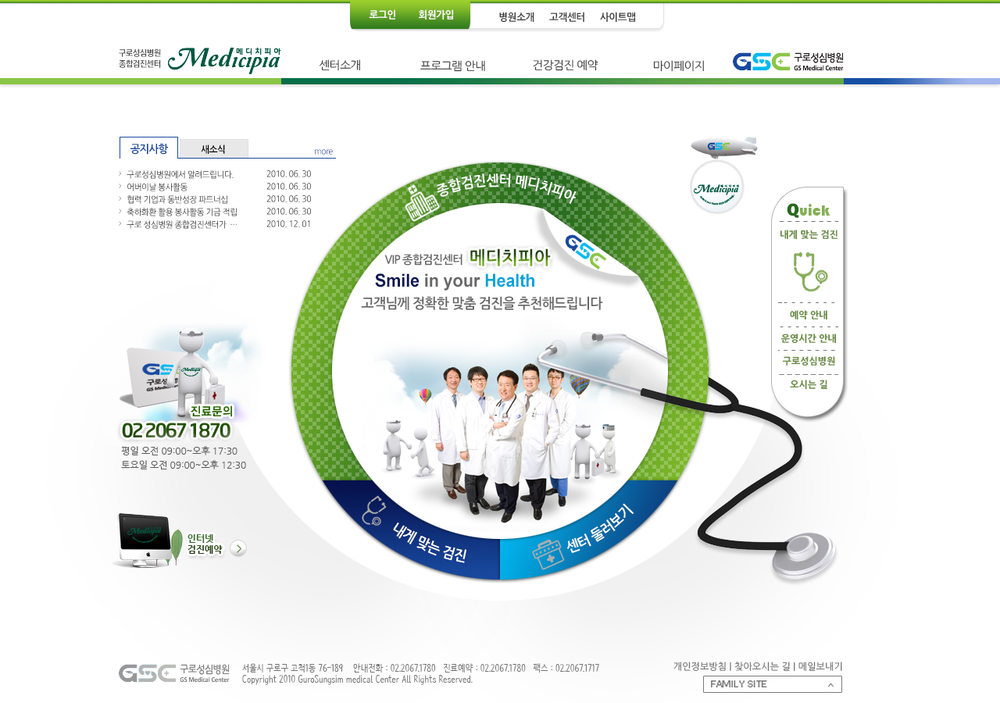 로그인 회원가입 병원소개 고객센터 사이트맵
구로성심병원
종합검진센터
Medicipia
메디치피아
센터소개 프로그램 안내 건강검진 예약 마이페이지
GSC 구로성심병원
GS Medical Center
공지사항 새소식 more
구로성심병원에서 알려드립니다. 2010. 06. 30
어버이날 봉사활동 2010. 06. 30
협력 기업과 동반성장 파트너십 2010. 06. 30
축하화환 활용 봉사활동 기금 적립 2010. 06. 30
구로 성심병원 종합검진센터가 ··· 2010. 12. 01
GSC
Medicipia
종합검진센터 메디치피아
GSC
VIP 종합검진센터 메디치피아
Smile in your Health
고객님께 정확한 맞춤 검진을 추천해드립니다
내게 맞는 검진
센터 둘러보기
Quick
내게 맞는 검진
예약 안내
운영시간 안내
구로성심병원
오시는 길
GS
구로성
GS Medic
Medicipia
진료문의
02 2067 1870
평일 오전 09:00~오후 17:30
토요일 오전 09:00~오후 12:30
Medicipia
인터넷
검진예약
GSC 구로성심병원
GS Medical Center
서울시 구로구 고척1동 76-189 안내전화 : 02.2067.1780 진료예약 : 02.2067.1780 팩스 : 02.2067.1717
Copyright 2010 GuroSungsim medical Center All Rights Reserved.
개인정보방침 | 찾아오시는 길 | 메일보내기
FAMILY SITE